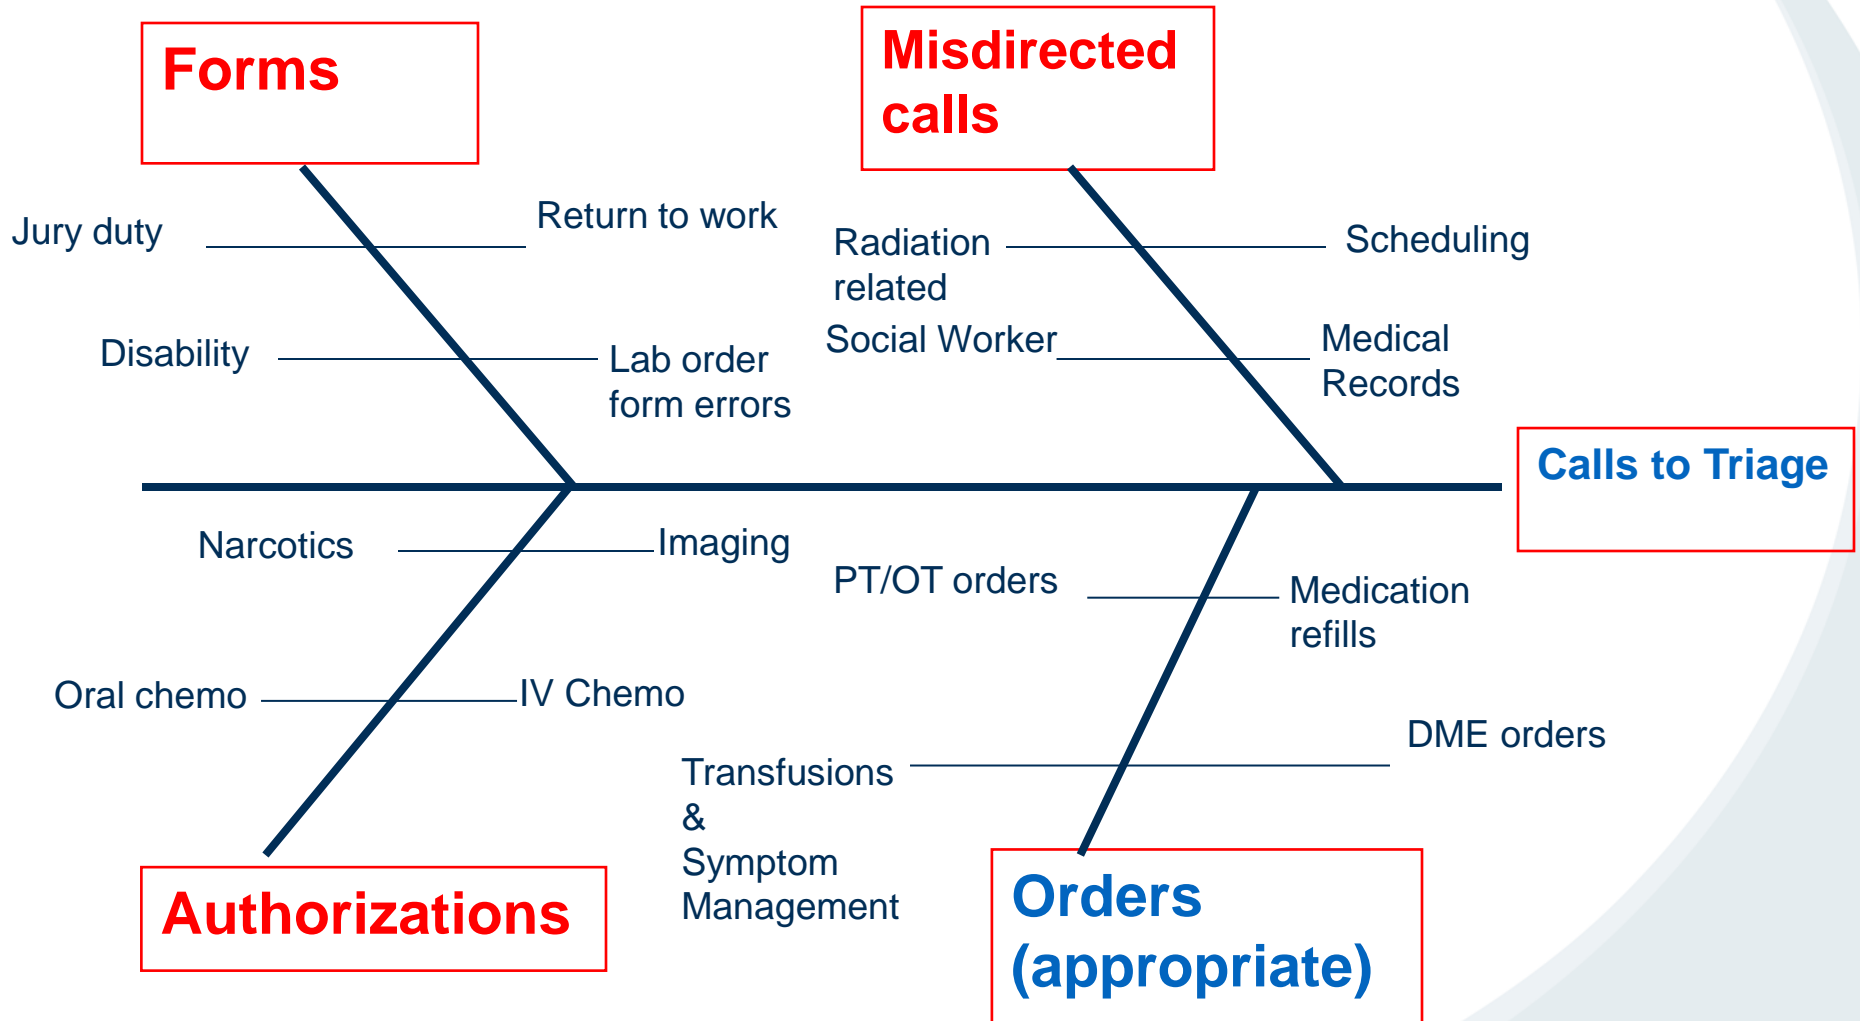 Forms
Misdirected
calls
Jury duty
Return to work
Radiation
related
Scheduling
Disability
Lab order
form errors
Social Worker
Medical
Records
Calls to Triage
Narcotics
Imaging
PT/OT orders
Medication
refills
Oral chemo
IV Chemo
Transfusions
&
Symptom
Management
DME orders
Authorizations
Orders
(appropriate)